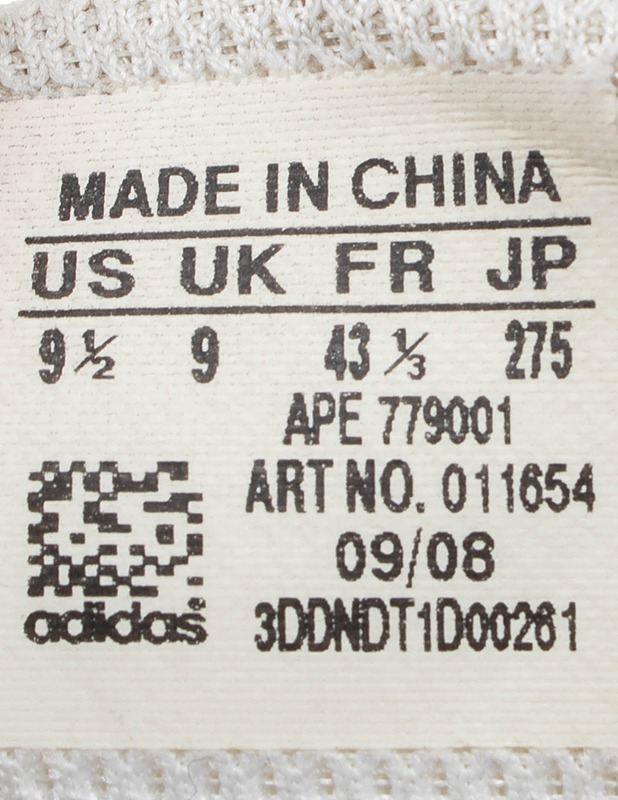 MADE IN CHINA
US UK FR JP
9 1/2 9 43 1/3 275
APE 779001
ART NO. 011654
09/08
adidas
3DDNDT1D00261